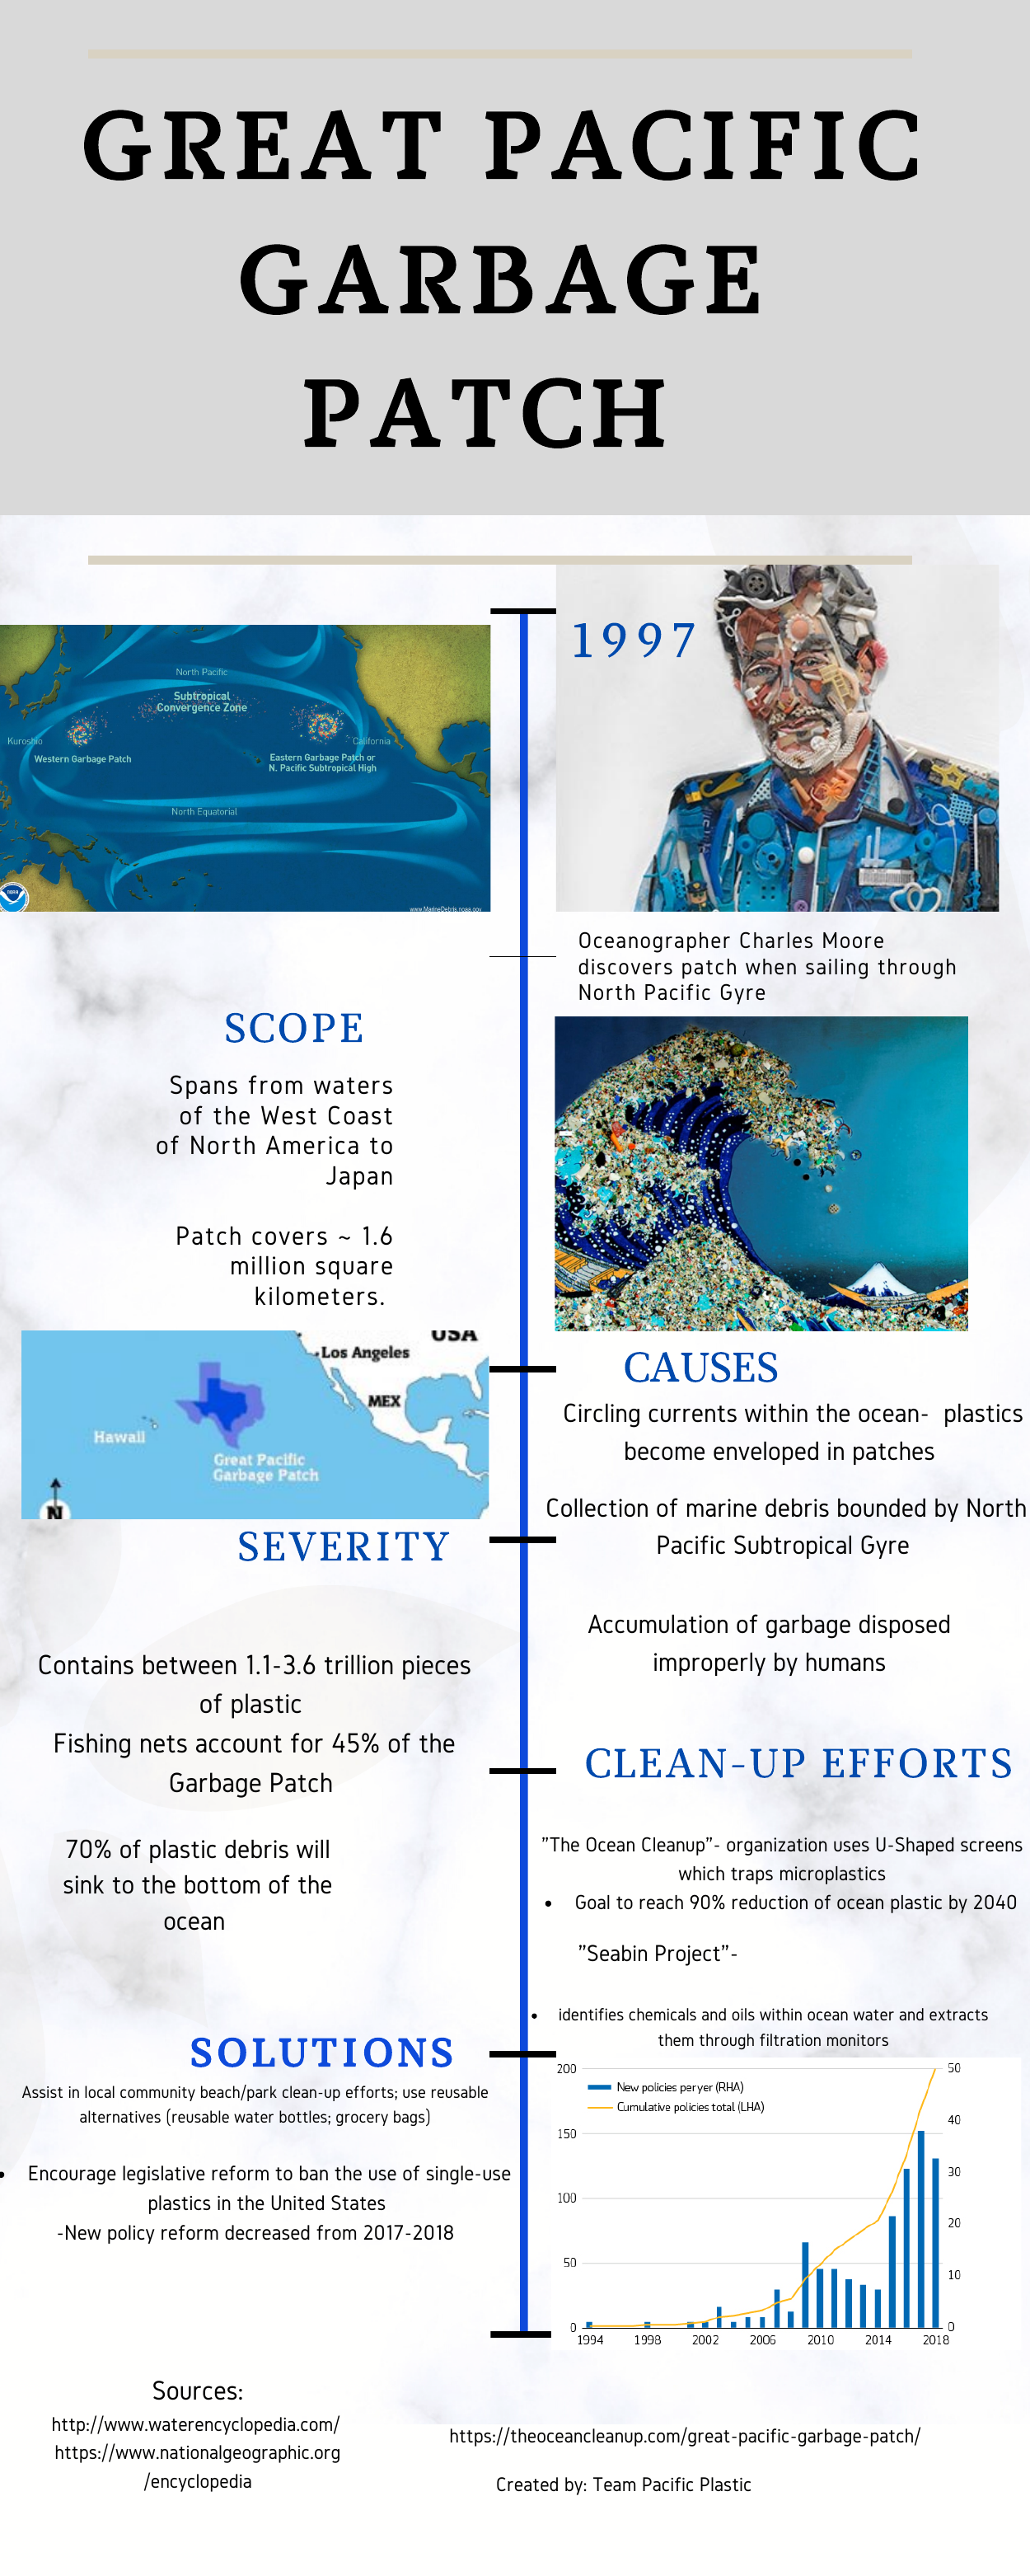 GREAT PACIFIC
GARBAGE
PATCH
North Pacific
Subtropical
Convergence Zone
Kuroshio
California
Western Garbage Patch
Eastern Garbage Patch or
N. Pacific Subtropical High
North Equatorial
www.MarineDebris.noaa.gov
1997
Oceanographer Charles Moore
discovers patch when sailing through
North Pacific Gyre
SCOPE
Spans from waters
of the West Coast
of North America to
Japan
Patch covers ~ 1.6
million square
kilometers.
USA
Los Angeles
MEX
Hawaii
Great Pacific
Garbage Patch
N
CAUSES
Circling currents within the ocean- plastics
become enveloped in patches
Collection of marine debris bounded by North
Pacific Subtropical Gyre
Accumulation of garbage disposed
improperly by humans
SEVERITY
Contains between 1.1-3.6 trillion pieces
of plastic
Fishing nets account for 45% of the
Garbage Patch
70% of plastic debris will
sink to the bottom of the
ocean
CLEAN-UP EFFORTS
"The Ocean Cleanup"- organization uses U-Shaped screens
which traps microplastics
• Goal to reach 90% reduction of ocean plastic by 2040
"Seabin Project"-
• identifies chemicals and oils within ocean water and extracts
them through filtration monitors
SOLUTIONS
Assist in local community beach/park clean-up efforts; use reusable
alternatives (reusable water bottles; grocery bags)
• Encourage legislative reform to ban the use of single-use
plastics in the United States
-New policy reform decreased from 2017-2018
New policies per yer (RHA)
Cumulative policies total (LHA)
200
150
100
50
0
50
40
30
20
10
0
1994 1998 2002 2006 2010 2014 2018
Sources:
http://www.waterencyclopedia.com/
https://www.nationalgeographic.org
/encyclopedia
https://theoceancleanup.com/great-pacific-garbage-patch/
Created by: Team Pacific Plastic